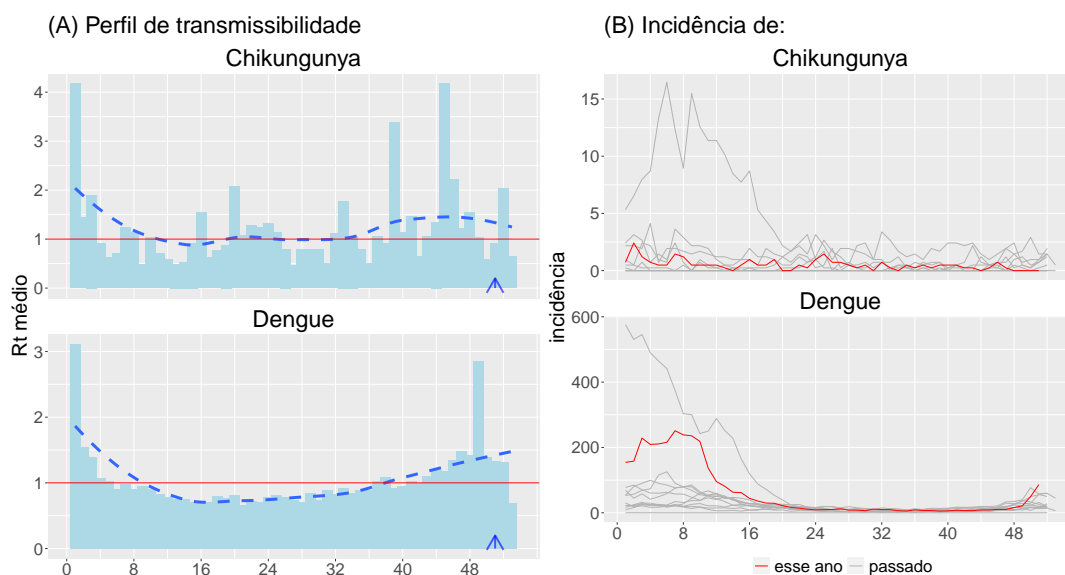 (A) Perfil de transmissibilidade
Chikungunya
4
3
2
1
0
Dengue
3
2
1
0
0 8 16 24 32 40 48
Rt médio
(B) Incidência de:
Chikungunya
15
10
5
0
Dengue
600
400
200
0
0 8 16 24 32 40 48
incidência
esse ano passado